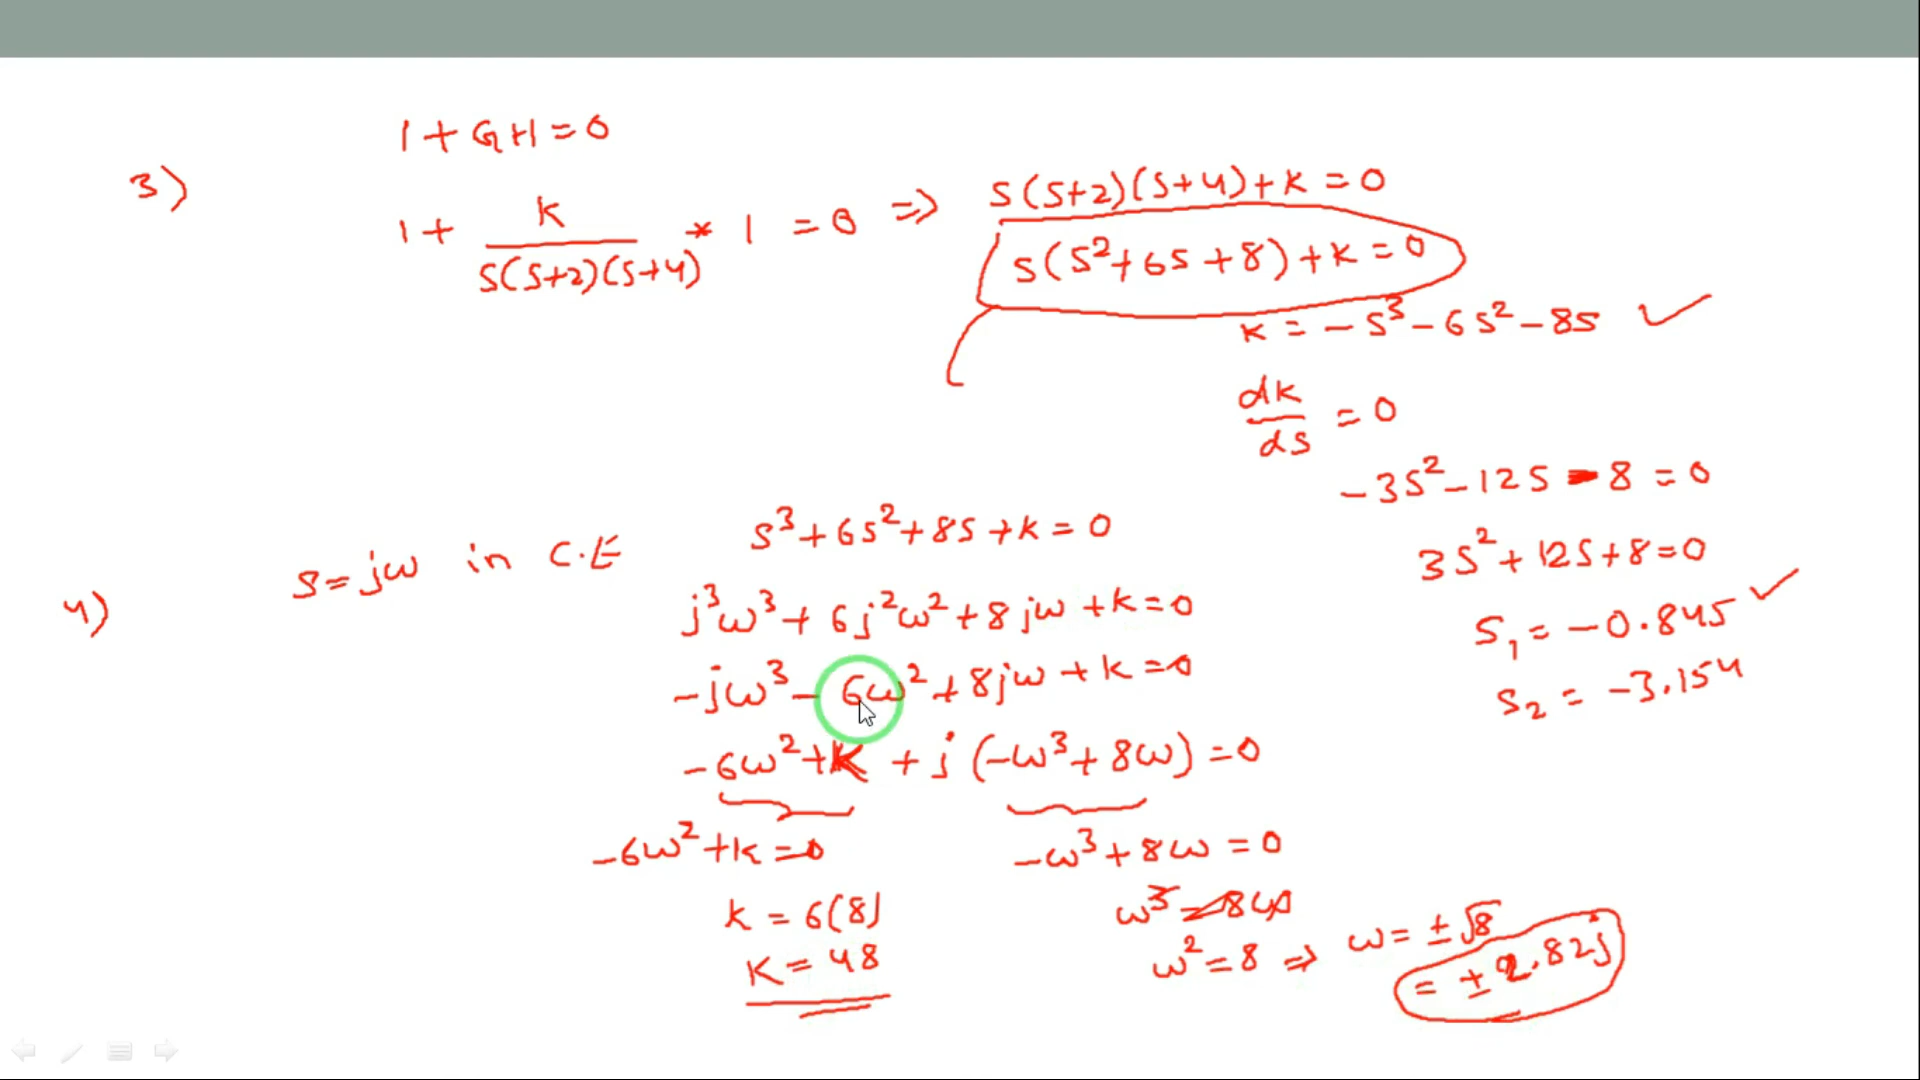 1 + GH = 0
3)
1 + K / S(S+2)(S+4) * 1 = 0 ⇒
S(S+2)(S+4) + K = 0
S(S²+6S+8) + K = 0
K = -S³ - 6S² - 8S ✓
dK/dS = 0
-3S² - 12S - 8 = 0
3S² + 12S + 8 = 0
S₁ = -0.845 ✓
S₂ = -3.154
4)
S = jω in C.E
S³ + 6S² + 8S + K = 0
j³ω³ + 6j²ω² + 8jω + K = 0
-jω³ - 6ω² + 8jω + K = 0
-6ω² + K + j(-ω³ + 8ω) = 0
-6ω² + K = 0
K = 6(8)
K = 48
-ω³ + 8ω = 0
ω³ = 8ω
ω² = 8 ⇒ ω = ±√8
= ±2.82j